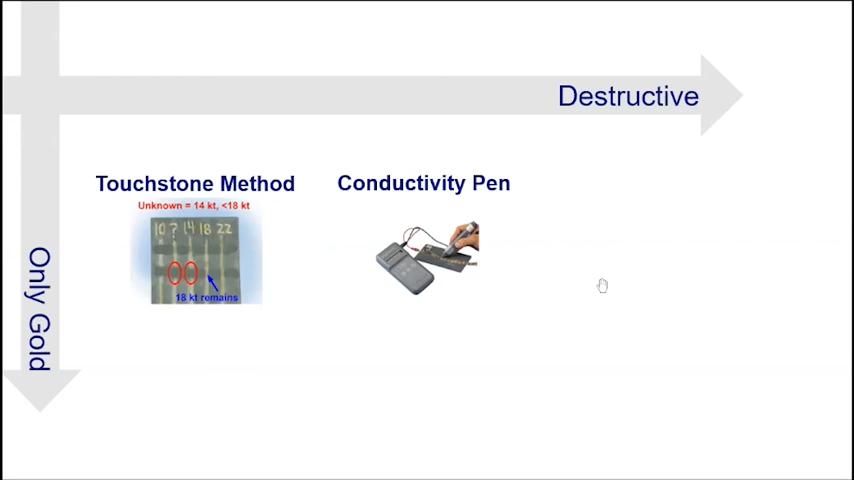 Destructive
Only Gold
Touchstone Method
Conductivity Pen
Unknown = 14 kt, <18 kt
10 ? 14 18 22
18 kt remains